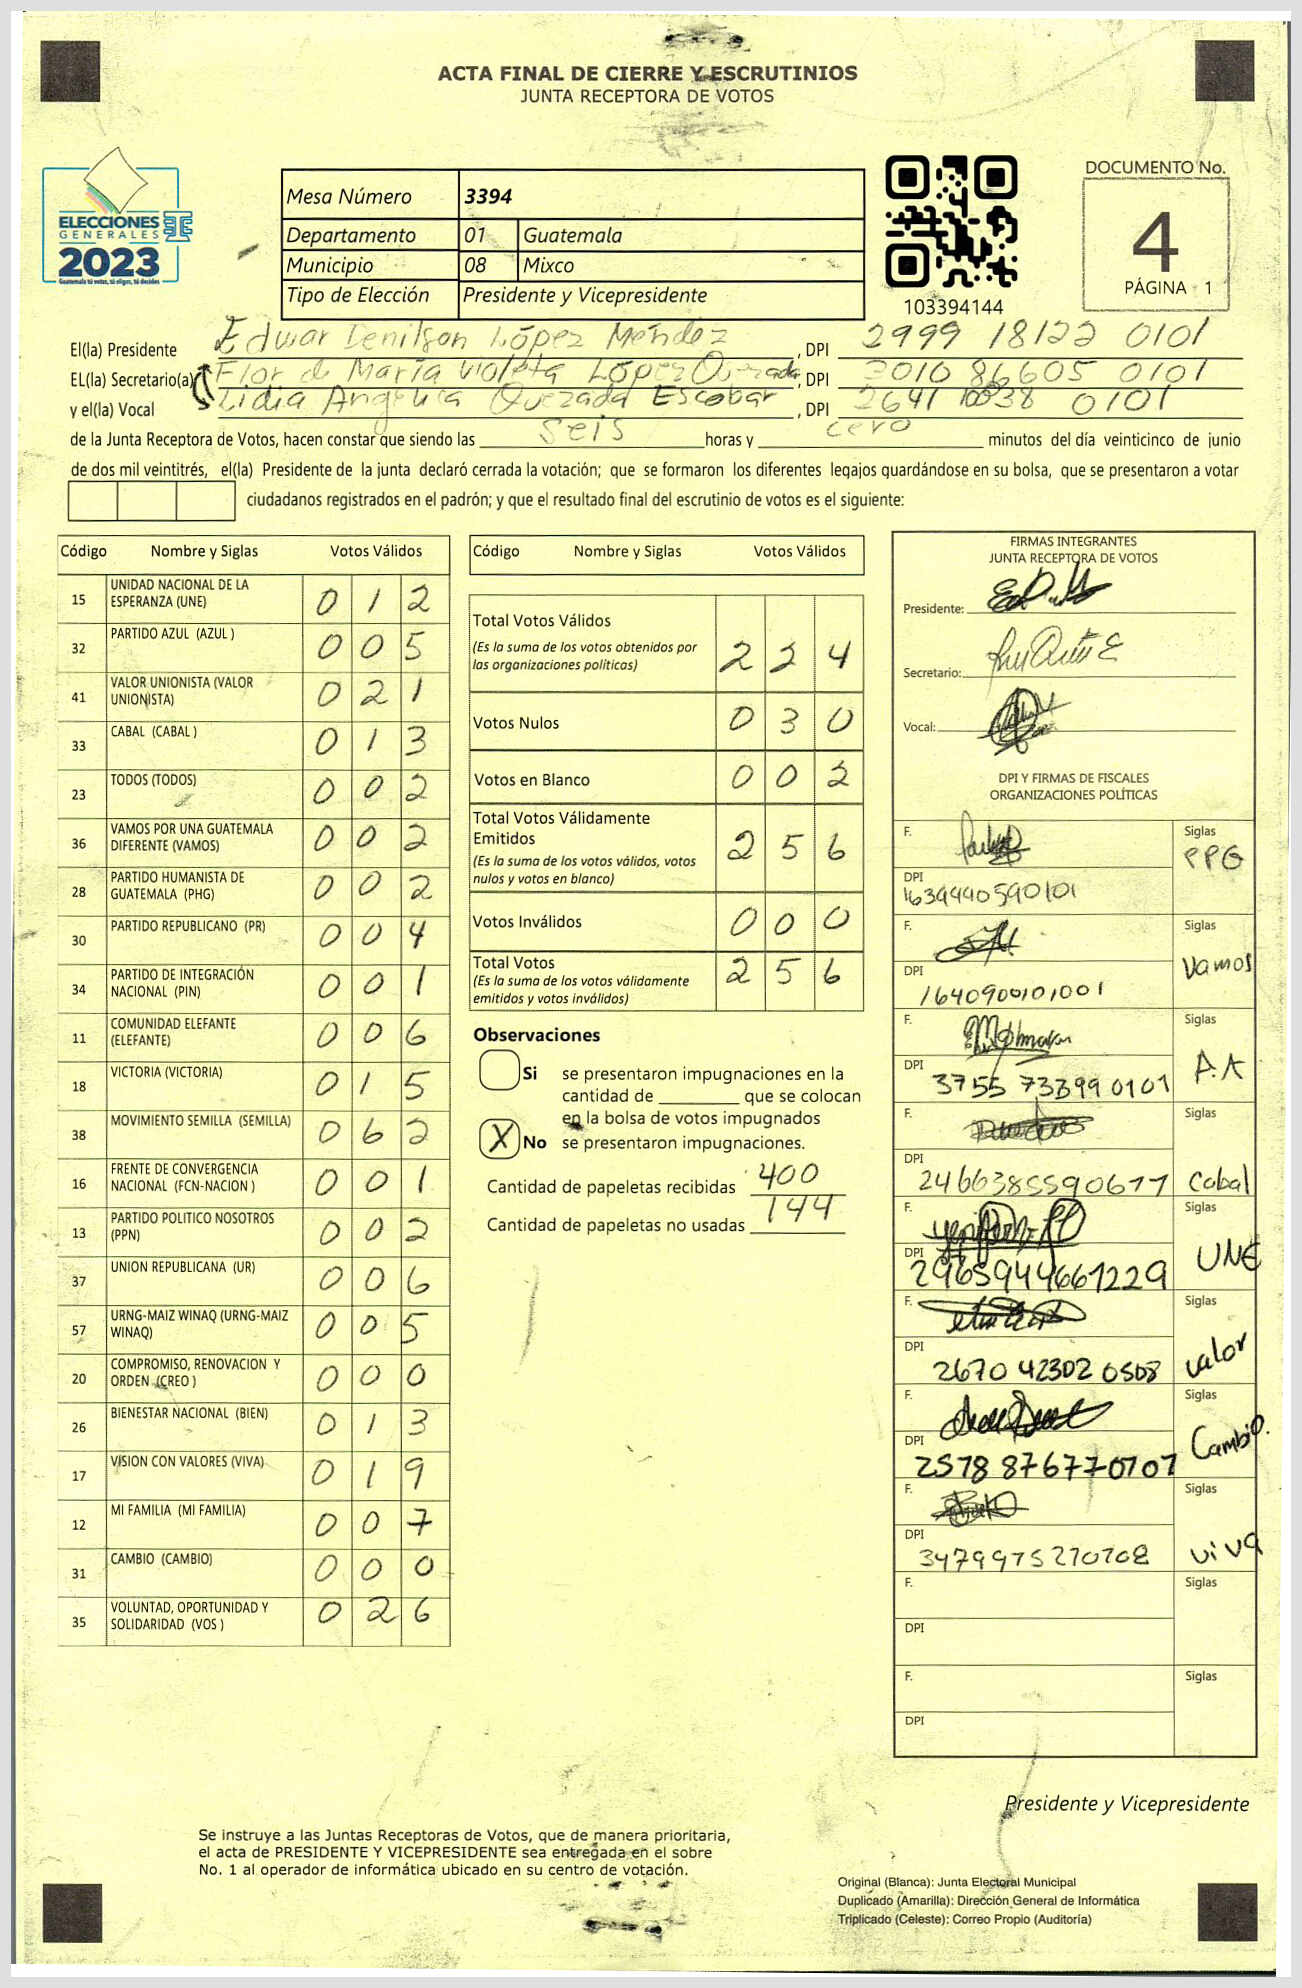 ACTA FINAL DE CIERRE Y ESCRUTINIOS
JUNTA RECEPTORA DE VOTOS
ELECCIONES
GENERALES
2023
Guatemala tú votas, tú eliges, tú decides
Mesa Número 3394
Departamento 01 Guatemala
Municipio 08 Mixco
Tipo de Elección Presidente y Vicepresidente
103394144
DOCUMENTO No.
4
PÁGINA 1
El(la) Presidente Edwar Denilson López Méndez, DPI 2999 18122 0101
EL(la) Secretario(a) Flor de María Violeta López Quezada, DPI 3010 86605 0101
y el(la) Vocal Lidia Angelica Quezada Escobar, DPI 2641 0101
de la Junta Receptora de Votos, hacen constar que siendo las seis horas y cero minutos del día veinticinco de junio
de dos mil veintitrés, el(la) Presidente de la junta declaró cerrada la votación; que se formaron los diferentes legajos guardándose en su bolsa, que se presentaron a votar
ciudadanos registrados en el padrón; y que el resultado final del escrutinio de votos es el siguiente:
Código Nombre y Siglas Votos Válidos
15 UNIDAD NACIONAL DE LA ESPERANZA (UNE) 0 1 2
32 PARTIDO AZUL (AZUL ) 0 0 5
41 VALOR UNIONISTA (VALOR UNIONISTA) 0 2 1
33 CABAL (CABAL ) 0 1 3
23 TODOS (TODOS) 0 0 2
36 VAMOS POR UNA GUATEMALA DIFERENTE (VAMOS) 0 0 2
28 PARTIDO HUMANISTA DE GUATEMALA (PHG) 0 0 2
30 PARTIDO REPUBLICANO (PR) 0 0 4
34 PARTIDO DE INTEGRACIÓN NACIONAL (PIN) 0 0 1
11 COMUNIDAD ELEFANTE (ELEFANTE) 0 0 6
18 VICTORIA (VICTORIA) 0 1 5
38 MOVIMIENTO SEMILLA (SEMILLA) 0 6 2
16 FRENTE DE CONVERGENCIA NACIONAL (FCN-NACION ) 0 0 1
13 PARTIDO POLITICO NOSOTROS (PPN) 0 0 2
37 UNION REPUBLICANA (UR) 0 0 6
57 URNG-MAIZ WINAQ (URNG-MAIZ WINAQ) 0 0 5
20 COMPROMISO, RENOVACION Y ORDEN (CREO ) 0 0 0
26 BIENESTAR NACIONAL (BIEN) 0 1 3
17 VISION CON VALORES (VIVA) 0 1 9
12 MI FAMILIA (MI FAMILIA) 0 0 7
31 CAMBIO (CAMBIO) 0 0 0
35 VOLUNTAD, OPORTUNIDAD Y SOLIDARIDAD (VOS ) 0 2 6
Código Nombre y Siglas Votos Válidos
Total Votos Válidos
(Es la suma de los votos obtenidos por
las organizaciones políticas) 2 2 4
Votos Nulos 0 3 0
Votos en Blanco 0 0 2
Total Votos Válidamente
Emitidos
(Es la suma de los votos válidos, votos
nulos y votos en blanco) 2 5 6
Votos Inválidos 0 0 0
Total Votos
(Es la suma de los votos válidamente
emitidos y votos inválidos) 2 5 6
Observaciones
Si se presentaron impugnaciones en la
cantidad de ________ que se colocan
en la bolsa de votos impugnados
X No se presentaron impugnaciones.
Cantidad de papeletas recibidas 400
Cantidad de papeletas no usadas 144
FIRMAS INTEGRANTES
JUNTA RECEPTORA DE VOTOS
Presidente:
Secretario:
Vocal:
DPI Y FIRMAS DE FISCALES
ORGANIZACIONES POLÍTICAS
F. Siglas PPG
DPI 1639440590101
F. Siglas Vamos
DPI 1640900101001
F. Siglas A.A
DPI 3755 73399 0101
F. Siglas Cabal
DPI 2466385590611
F. Siglas UNE
DPI 2965944661229
F. Siglas Valor
DPI 2670 42302 0508
F. Siglas Cambio.
DPI 2578 87677 0101
F. Siglas Viva
DPI 3479975270108
F. Siglas
DPI
F. Siglas
DPI
Presidente y Vicepresidente
Se instruye a las Juntas Receptoras de Votos, que de manera prioritaria,
el acta de PRESIDENTE Y VICEPRESIDENTE sea entregada en el sobre
No. 1 al operador de informática ubicado en su centro de votación.
Original (Blanca): Junta Electoral Municipal
Duplicado (Amarilla): Dirección General de Informática
Triplicado (Celeste): Correo Propio (Auditoría)